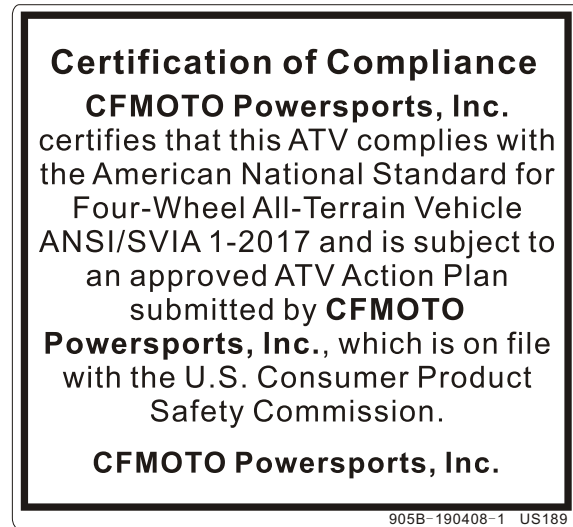 Certification of Compliance
CFMOTO Powersports, Inc.
certifies that this ATV complies with
the American National Standard for
Four-Wheel All-Terrain Vehicle
ANSI/SVIA 1-2017 and is subject to
an approved ATV Action Plan
submitted by CFMOTO
Powersports, Inc., which is on file
with the U.S. Consumer Product
Safety Commission.
CFMOTO Powersports, Inc.
905B-190408-1 US189